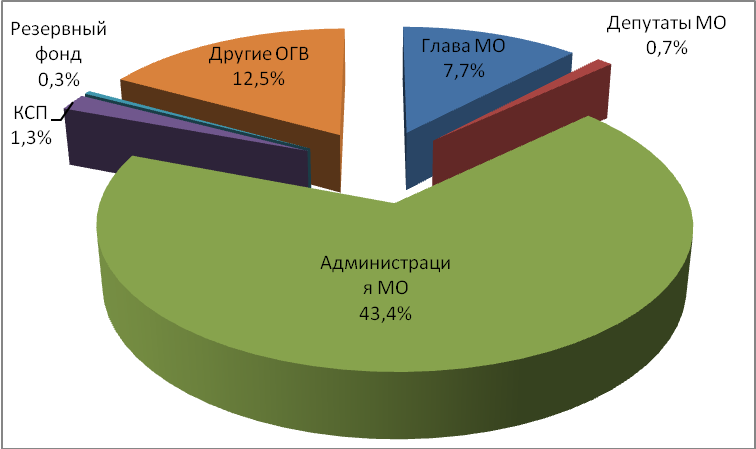 Резервный
фонд
0,3%
КСП
1,3%
Другие ОГВ
12,5%
Глава МО
7,7%
Депутаты МО
0,7%
Администраци
я МО
43,4%